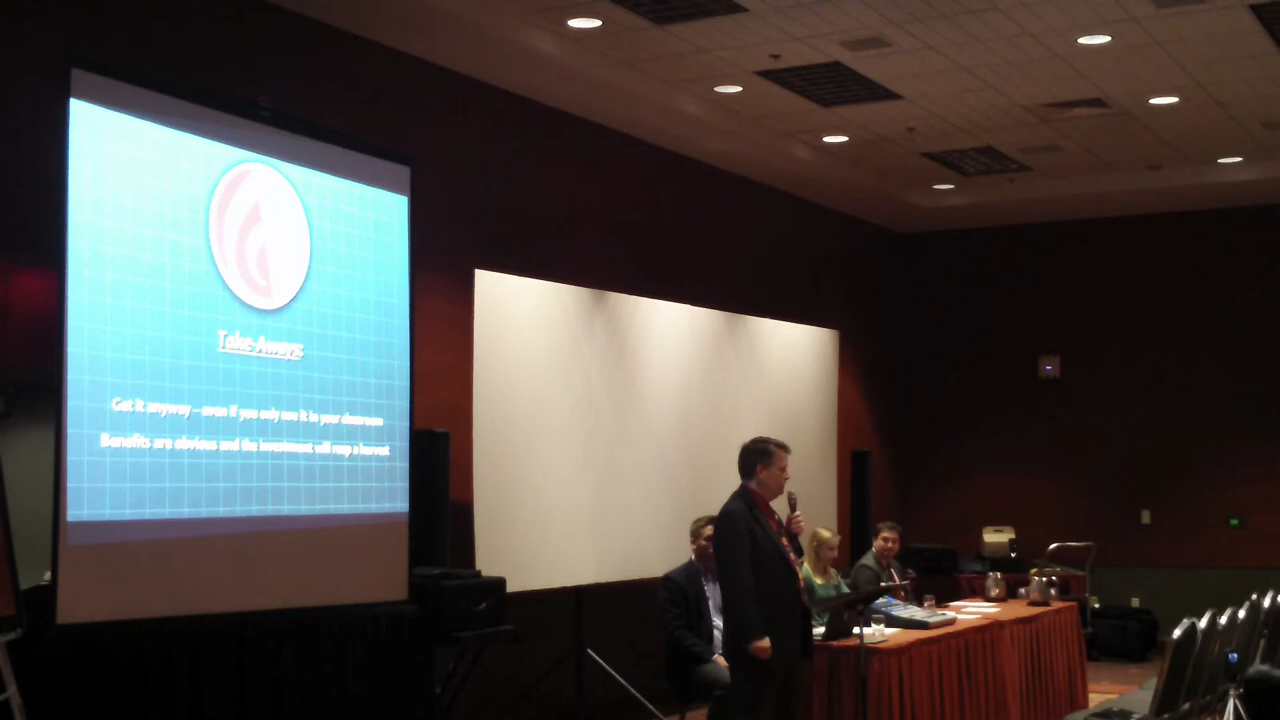 Take-Aways:
Get it anyway – even if you only use it in your classroom
Benefits are obvious and the investment will reap a harvest